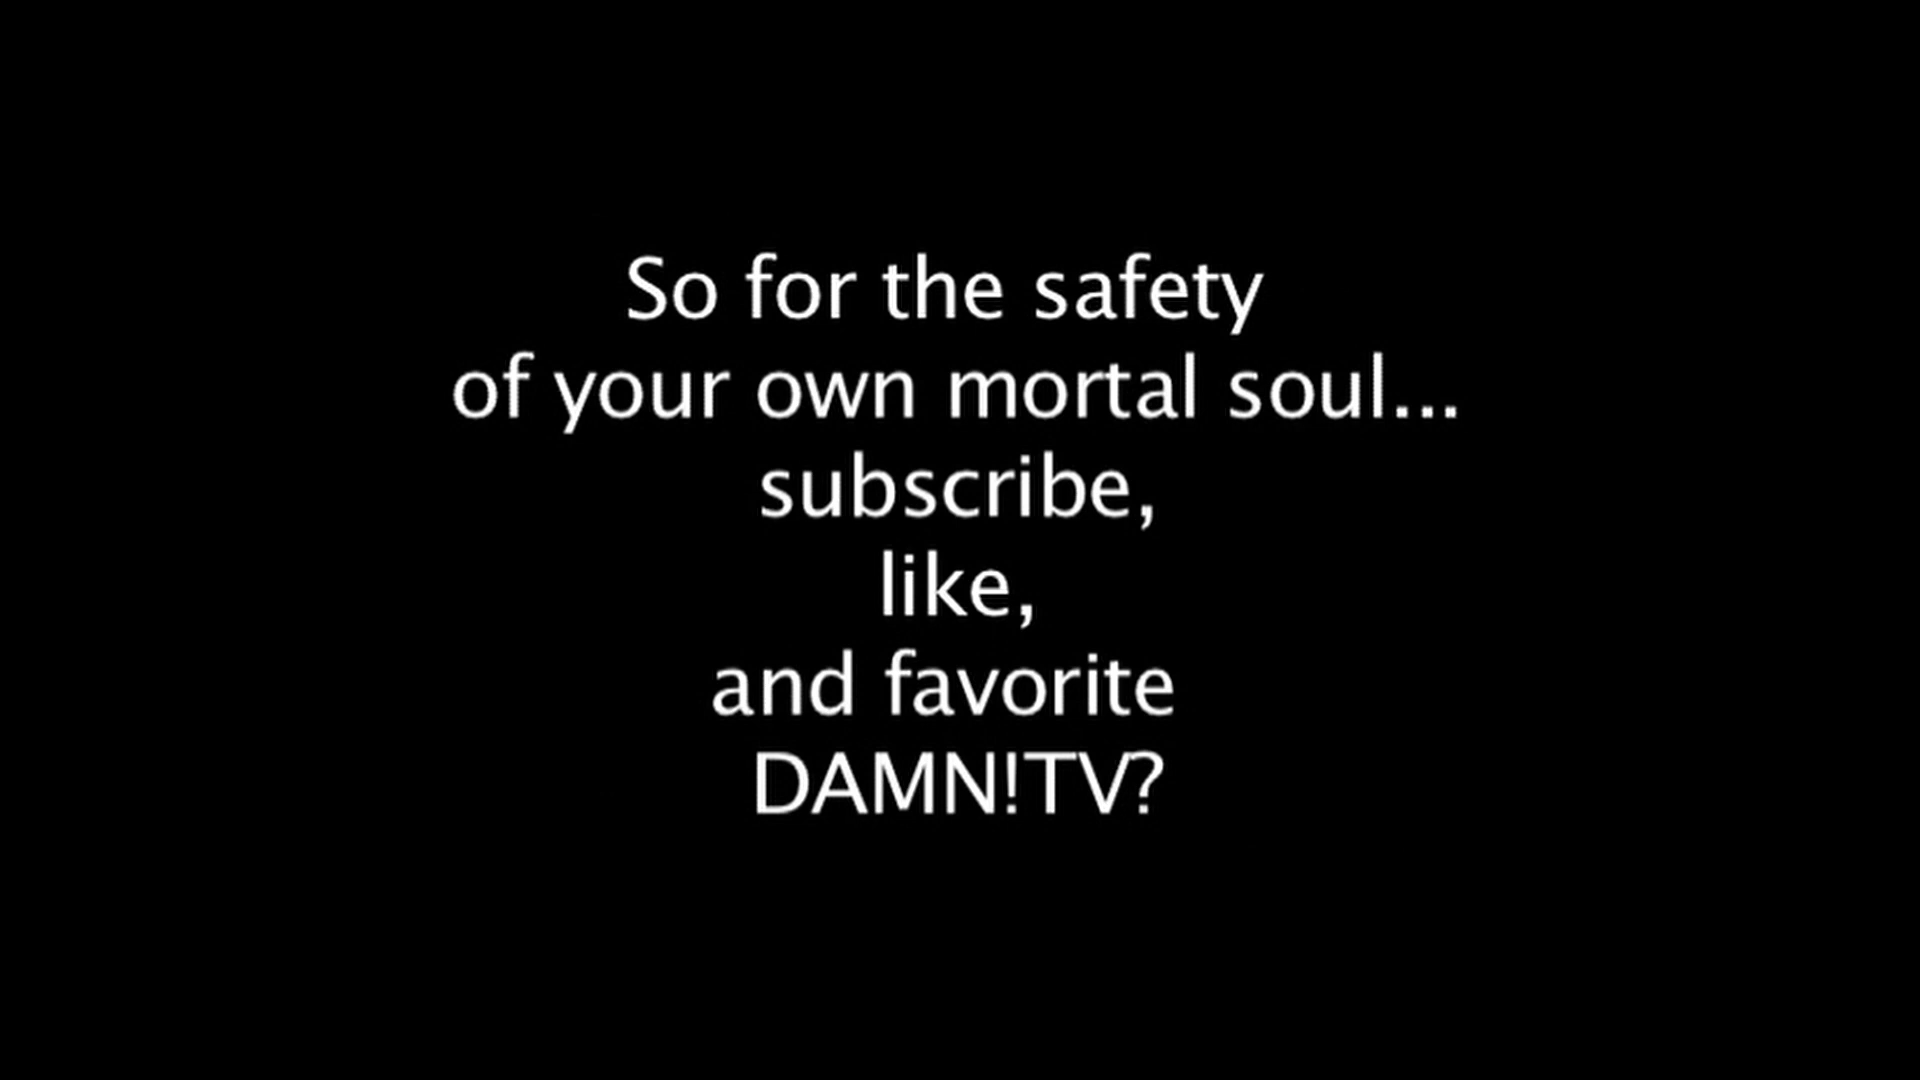 So for the safety
of your own mortal soul...
subscribe,
like,
and favorite
DAMN!TV?